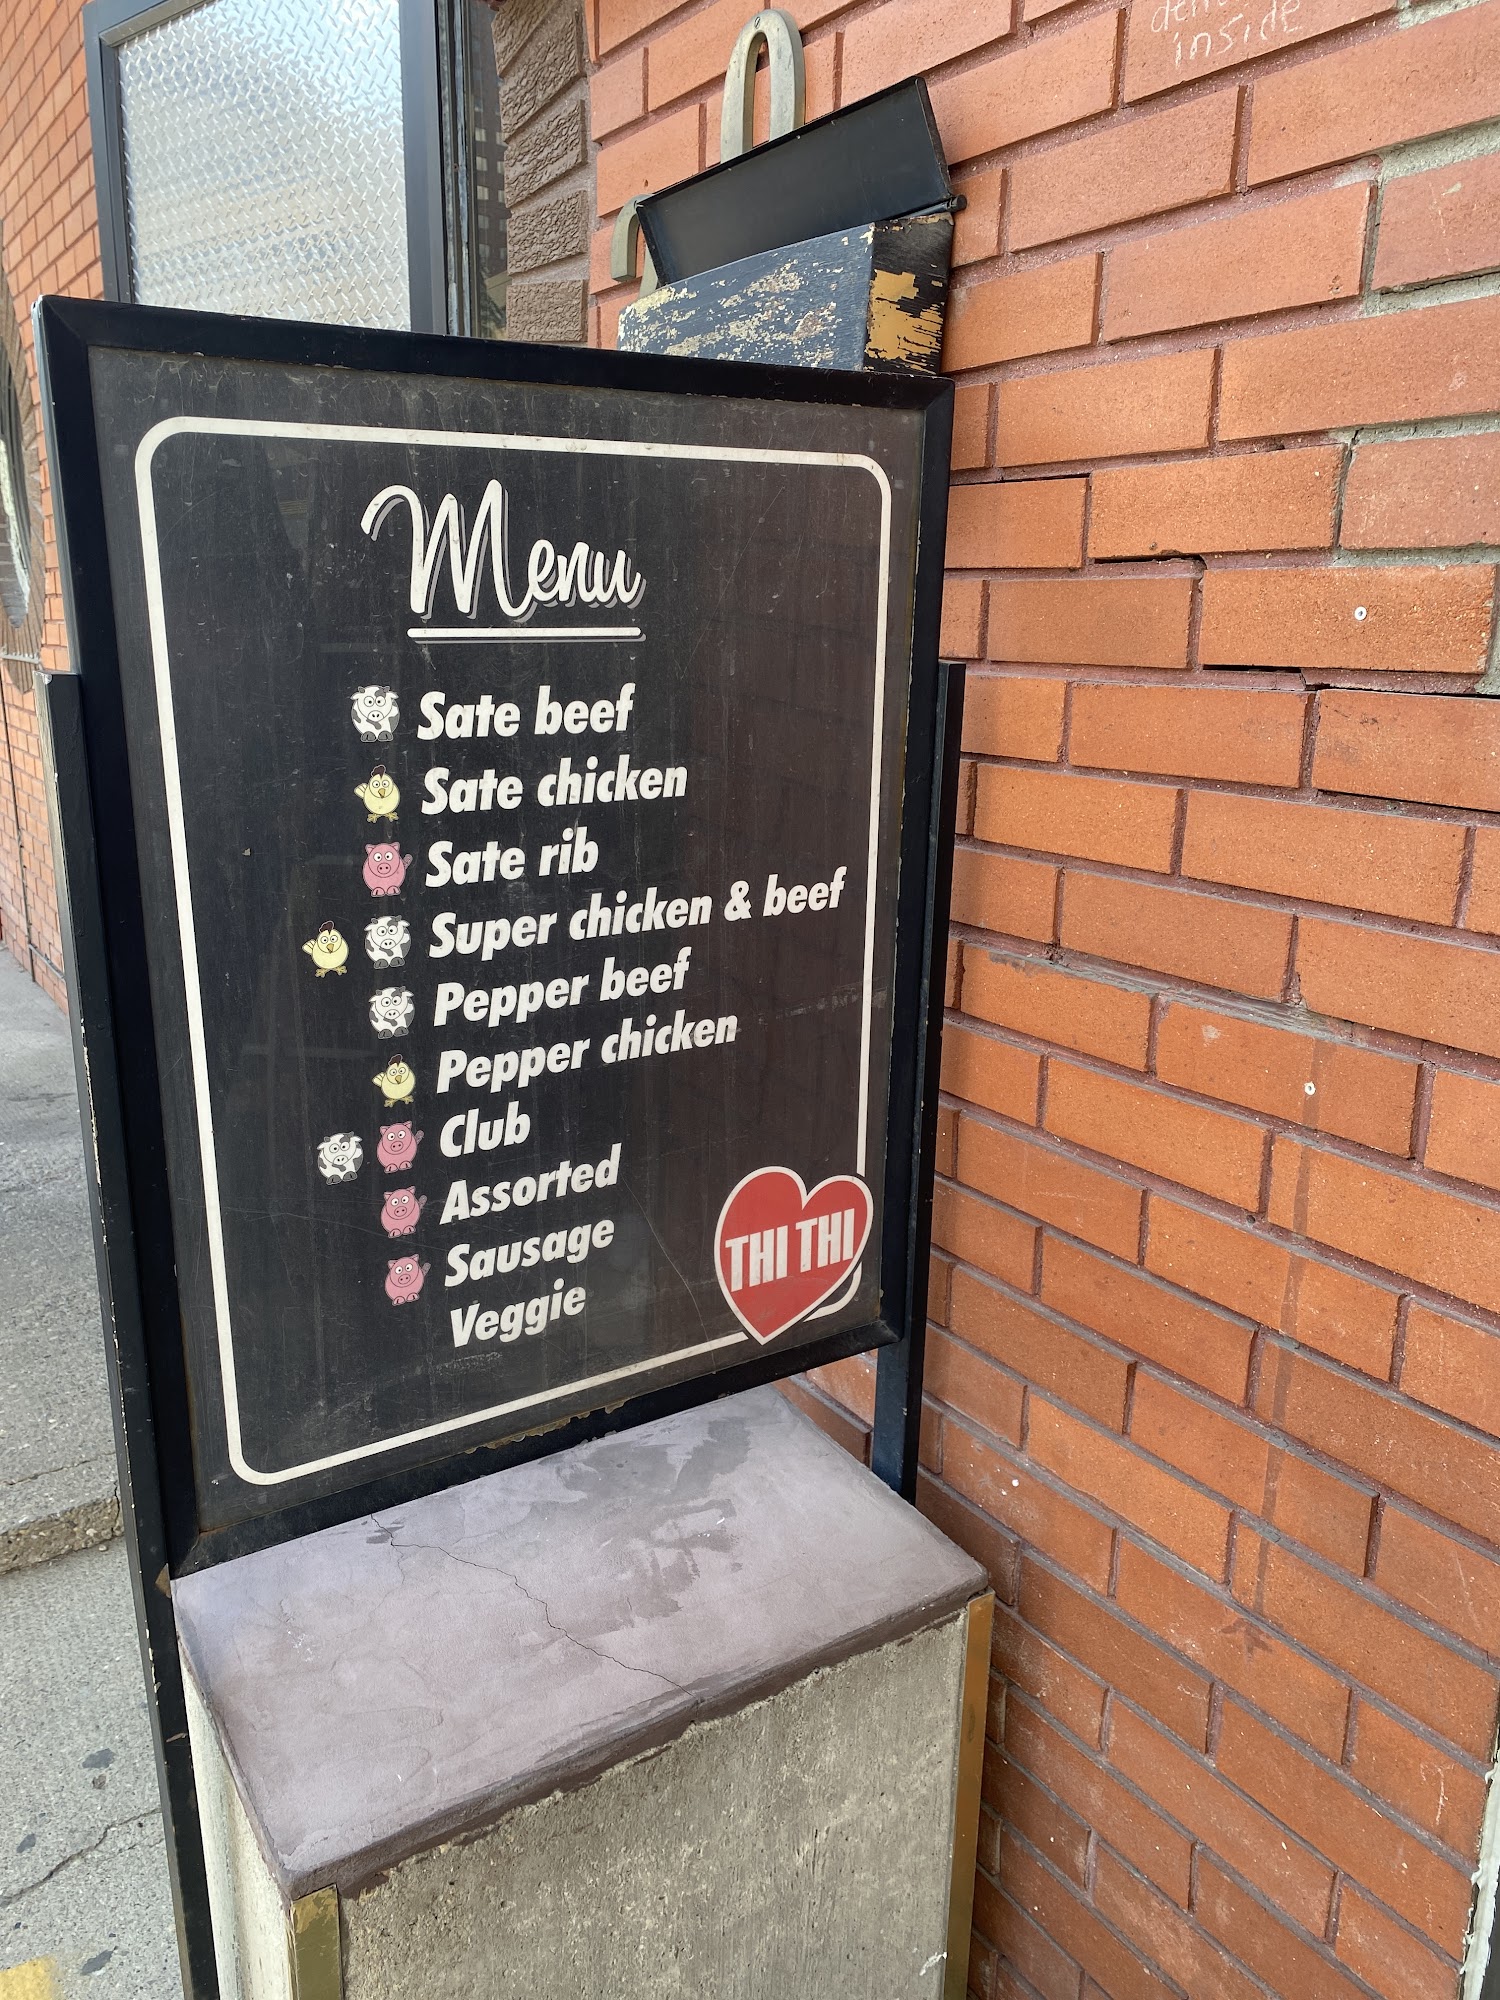 inside
Menu
Sate beef
Sate chicken
Sate rib
Super chicken & beef
Pepper beef
Pepper chicken
Club
Assorted
Sausage
Veggie
THI THI